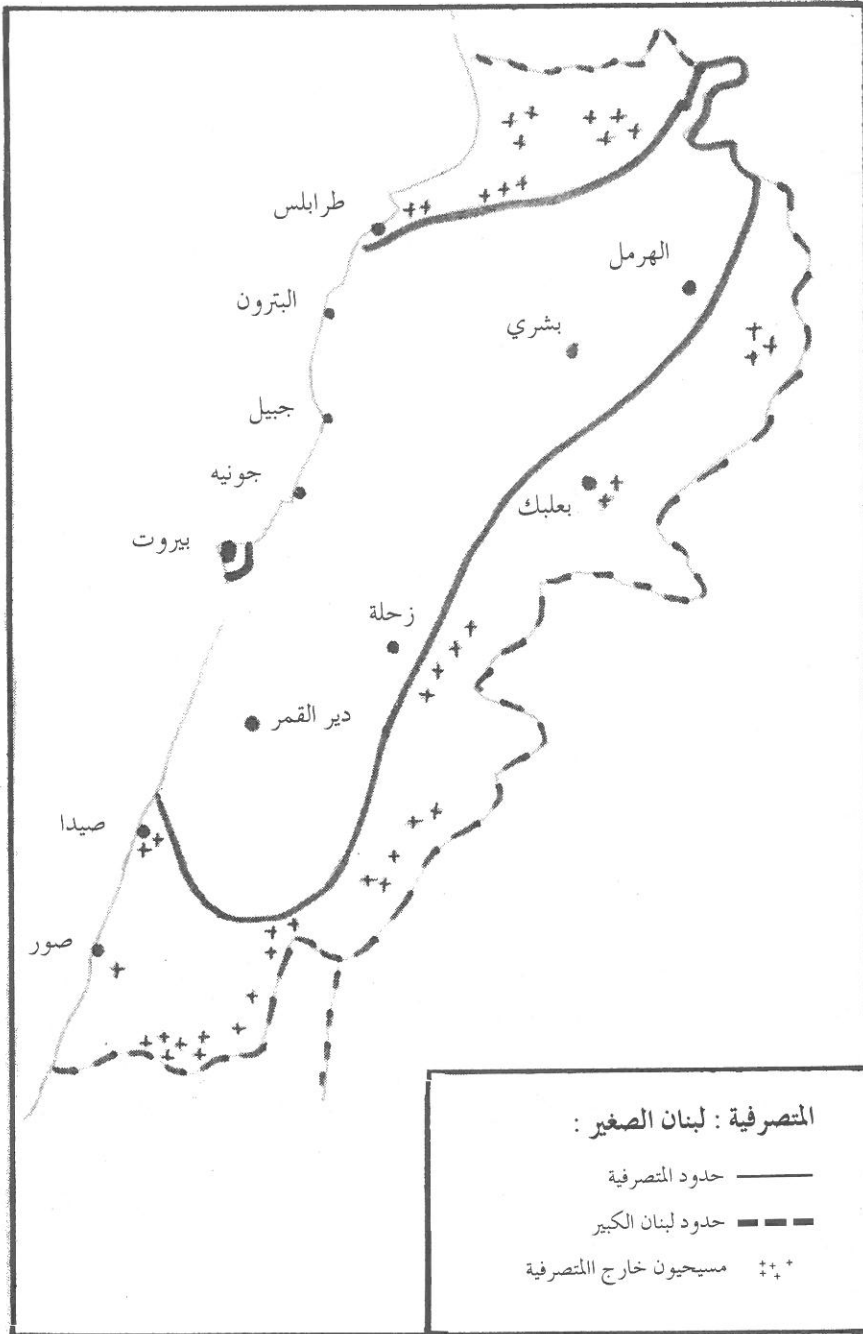 طرابلس
الهرمل
البترون
بشري
جبيل
جونيه
بعلبك
بيروت
زحلة
دير القمر
صيدا
صور
المتصرفية : لبنان الصغير :
حدود المتصرفية
حدود لبنان الكبير
مسيحيون خارج االمتصرفية